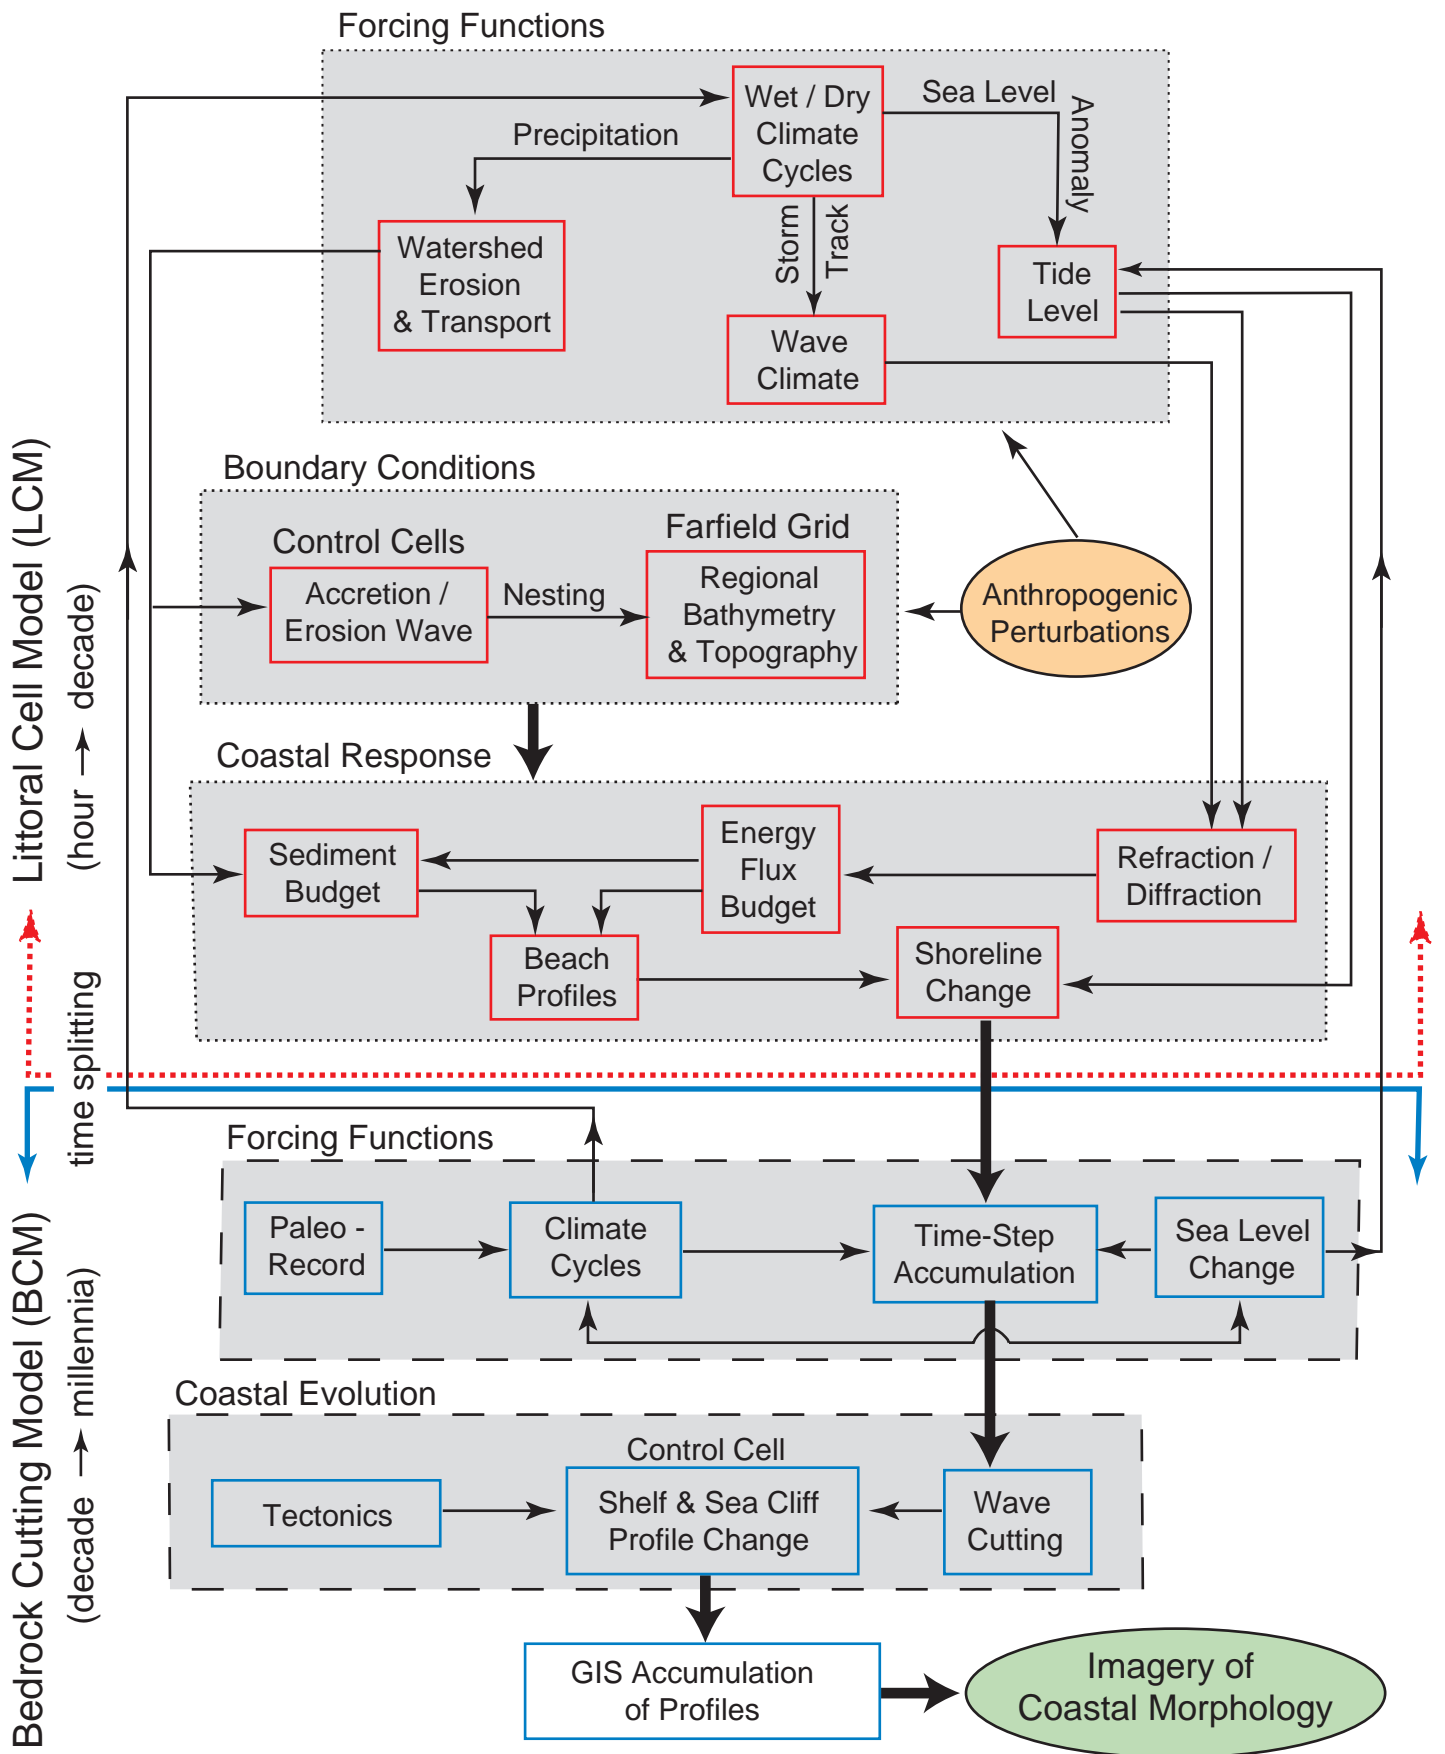 Forcing Functions
Wet / Dry
Climate
Cycles
Sea Level
Anomaly
Precipitation
Storm
Track
Watershed
Erosion
& Transport
Tide
Level
Wave
Climate
Littoral Cell Model (LCM)
(hour → decade)
Boundary Conditions
Control Cells
Farfield Grid
Accretion /
Erosion Wave
Nesting
Regional
Bathymetry
& Topography
Anthropogenic
Perturbations
Coastal Response
Sediment
Budget
Energy
Flux
Budget
Refraction /
Diffraction
Beach
Profiles
Shoreline
Change
time splitting
Bedrock Cutting Model (BCM)
(decade → millennia)
Forcing Functions
Paleo -
Record
Climate
Cycles
Time-Step
Accumulation
Sea Level
Change
Coastal Evolution
Control Cell
Tectonics
Shelf & Sea Cliff
Profile Change
Wave
Cutting
GIS Accumulation
of Profiles
Imagery of
Coastal Morphology